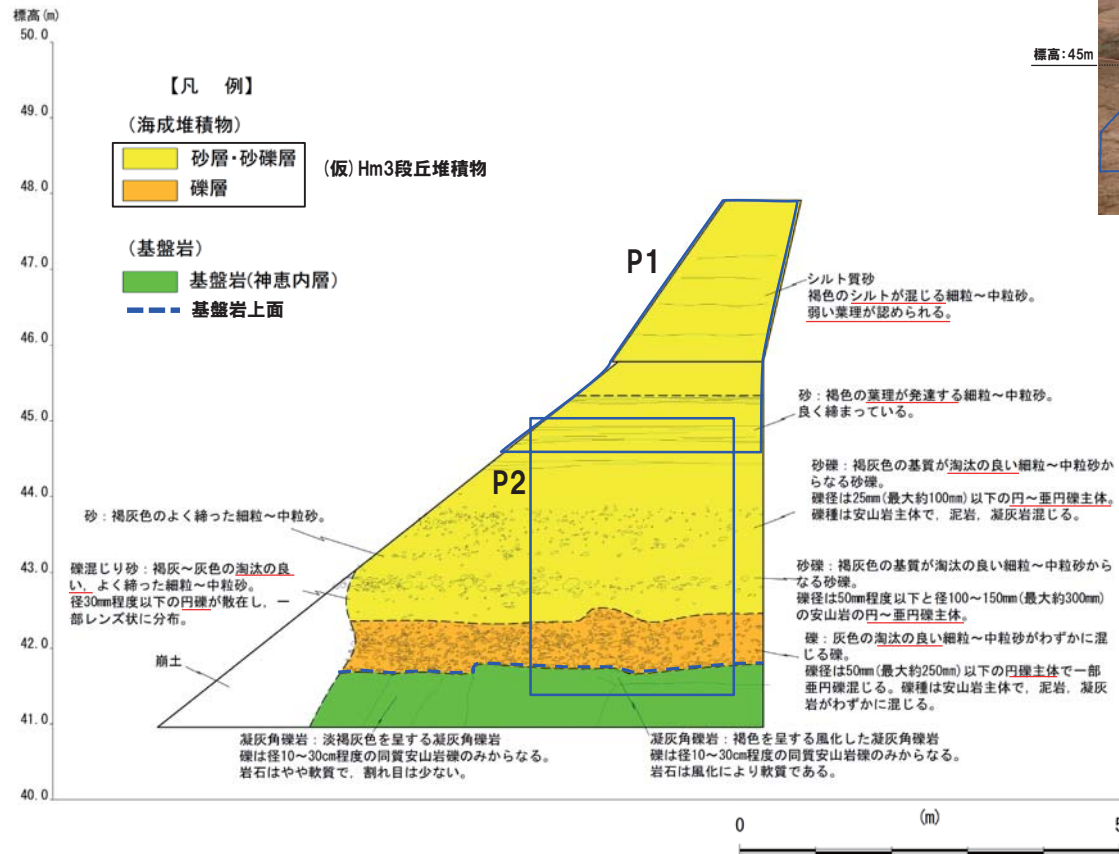 標高(m)
50.0
49.0
48.0
47.0
46.0
45.0
44.0
43.0
42.0
41.0
40.0
標高:45m
【凡 例】
(海成堆積物)
砂層・砂礫層
礫層
(仮)Hm3段丘堆積物
(基盤岩)
基盤岩(神恵内層)
基盤岩上面
P1
P2
シルト質砂
褐色のシルトが混じる細粒～中粒砂。
弱い葉理が認められる。
砂：褐色の葉理が発達する細粒～中粒砂。
良く締まっている。
砂礫：褐灰色の基質が淘汰の良い細粒～中粒砂か
らなる砂礫。
礫径は25mm(最大約100mm)以下の円～亜円礫主体。
礫種は安山岩主体で，泥岩，凝灰岩混じる。
砂礫：褐灰色の基質が淘汰の良い細粒～中粒砂から
なる砂礫。
礫径は50mm程度以下と径100～150mm(最大約300mm)
の安山岩の円～亜円礫主体。
礫：灰色の淘汰の良い細粒～中粒砂がわずかに混
じる礫。
礫径は50mm(最大約250mm)以下の円礫主体で一部
亜円礫混じる。礫種は安山岩主体で，泥岩，凝灰
岩がわずかに混じる。
砂：褐灰色のよく締った細粒～中粒砂。
礫混じり砂：褐灰～灰色の淘汰の良
い，よく締った細粒～中粒砂。
径30mm程度以下の円礫が散在し，一
部レンズ状に分布。
崩土
凝灰角礫岩：淡褐灰色を呈する凝灰角礫岩
礫は径10～30cm程度の同質安山岩礫のみからなる。
岩石はやや軟質で，割れ目は少ない。
凝灰角礫岩：褐色を呈する風化した凝灰角礫岩
礫は径10～30cm程度の同質安山岩礫のみからなる。
岩石は風化により軟質である。
0
(m)
5